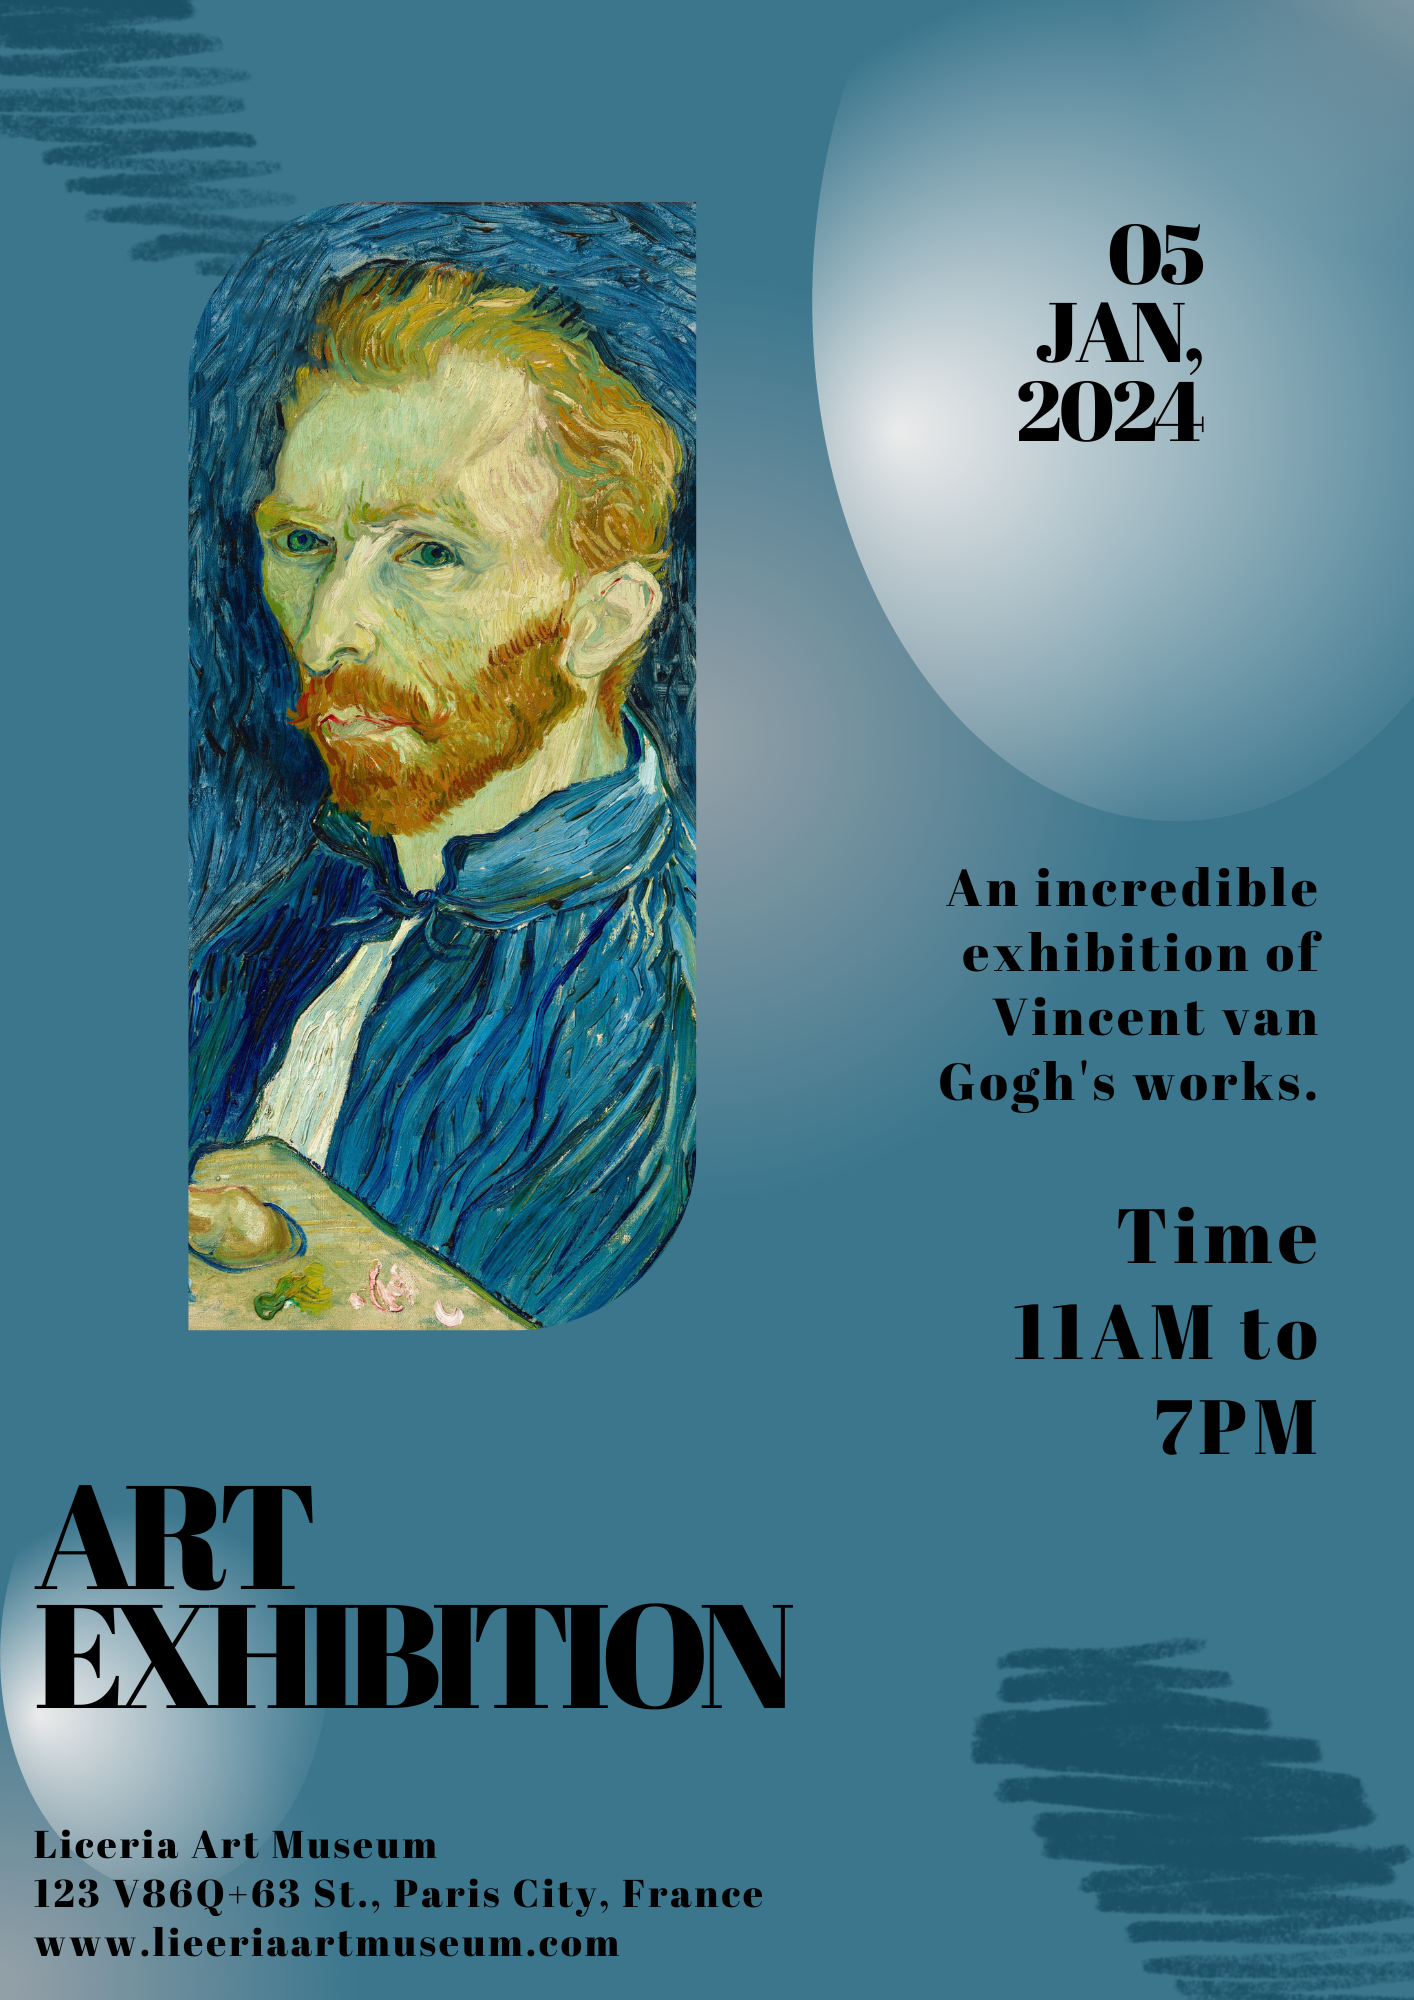 05
JAN,
2024
An incredible
exhibition of
Vincent van
Gogh's works.
Time
11AM to
7PM
ART
EXHIBITION
Liceria Art Museum
123 V86Q+63 St., Paris City, France
www.lieeriaartmuseum.com